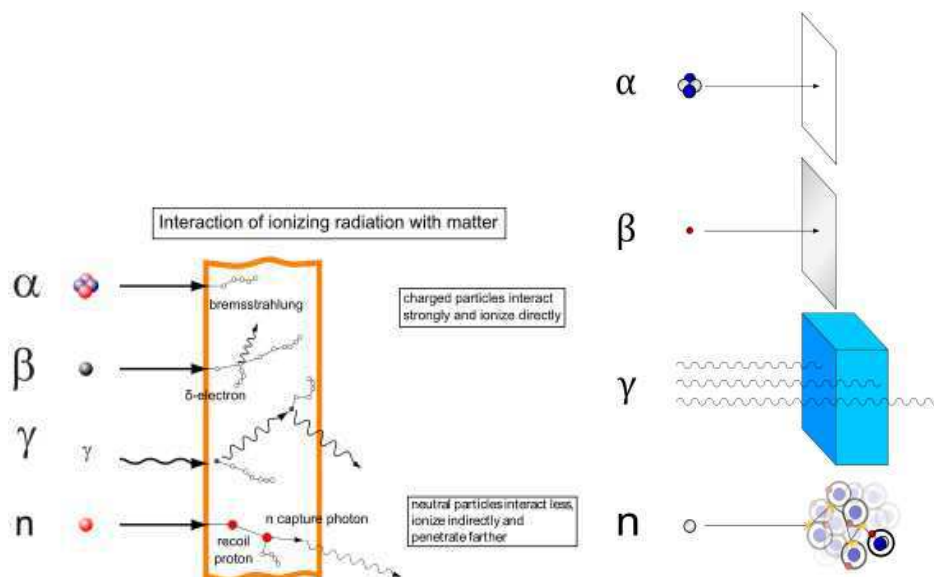 Interaction of ionizing radiation with matter
α
bremsstrahlung
charged particles interact
strongly and ionize directly
β
δ-electron
γ
γ
n
n capture photon
recoil
proton
neutral particles interact less,
ionize indirectly and
penetrate farther
α
β
γ
n